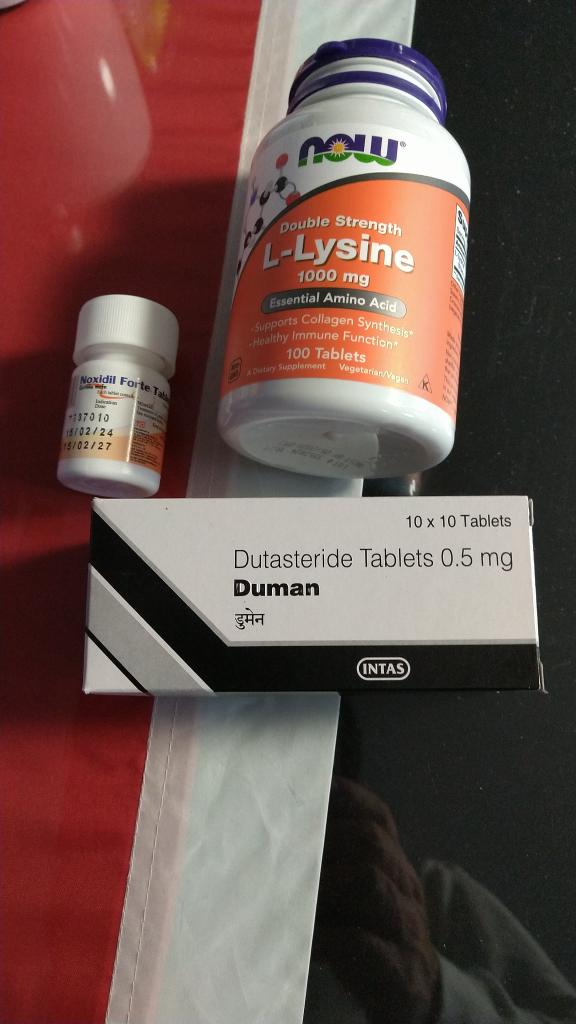 now®
Double Strength
L-Lysine
1000 mg
Essential Amino Acid
-Supports Collagen Synthesis*
-Healthy Immune Function*
100 Tablets
A Dietary Supplement Vegetarian/Vegan
K
Noxidil Forte
Indication
Dose
15/02/24
15/02/27
10 x 10 Tablets
Dutasteride Tablets 0.5 mg
Duman
डुमेन
INTAS